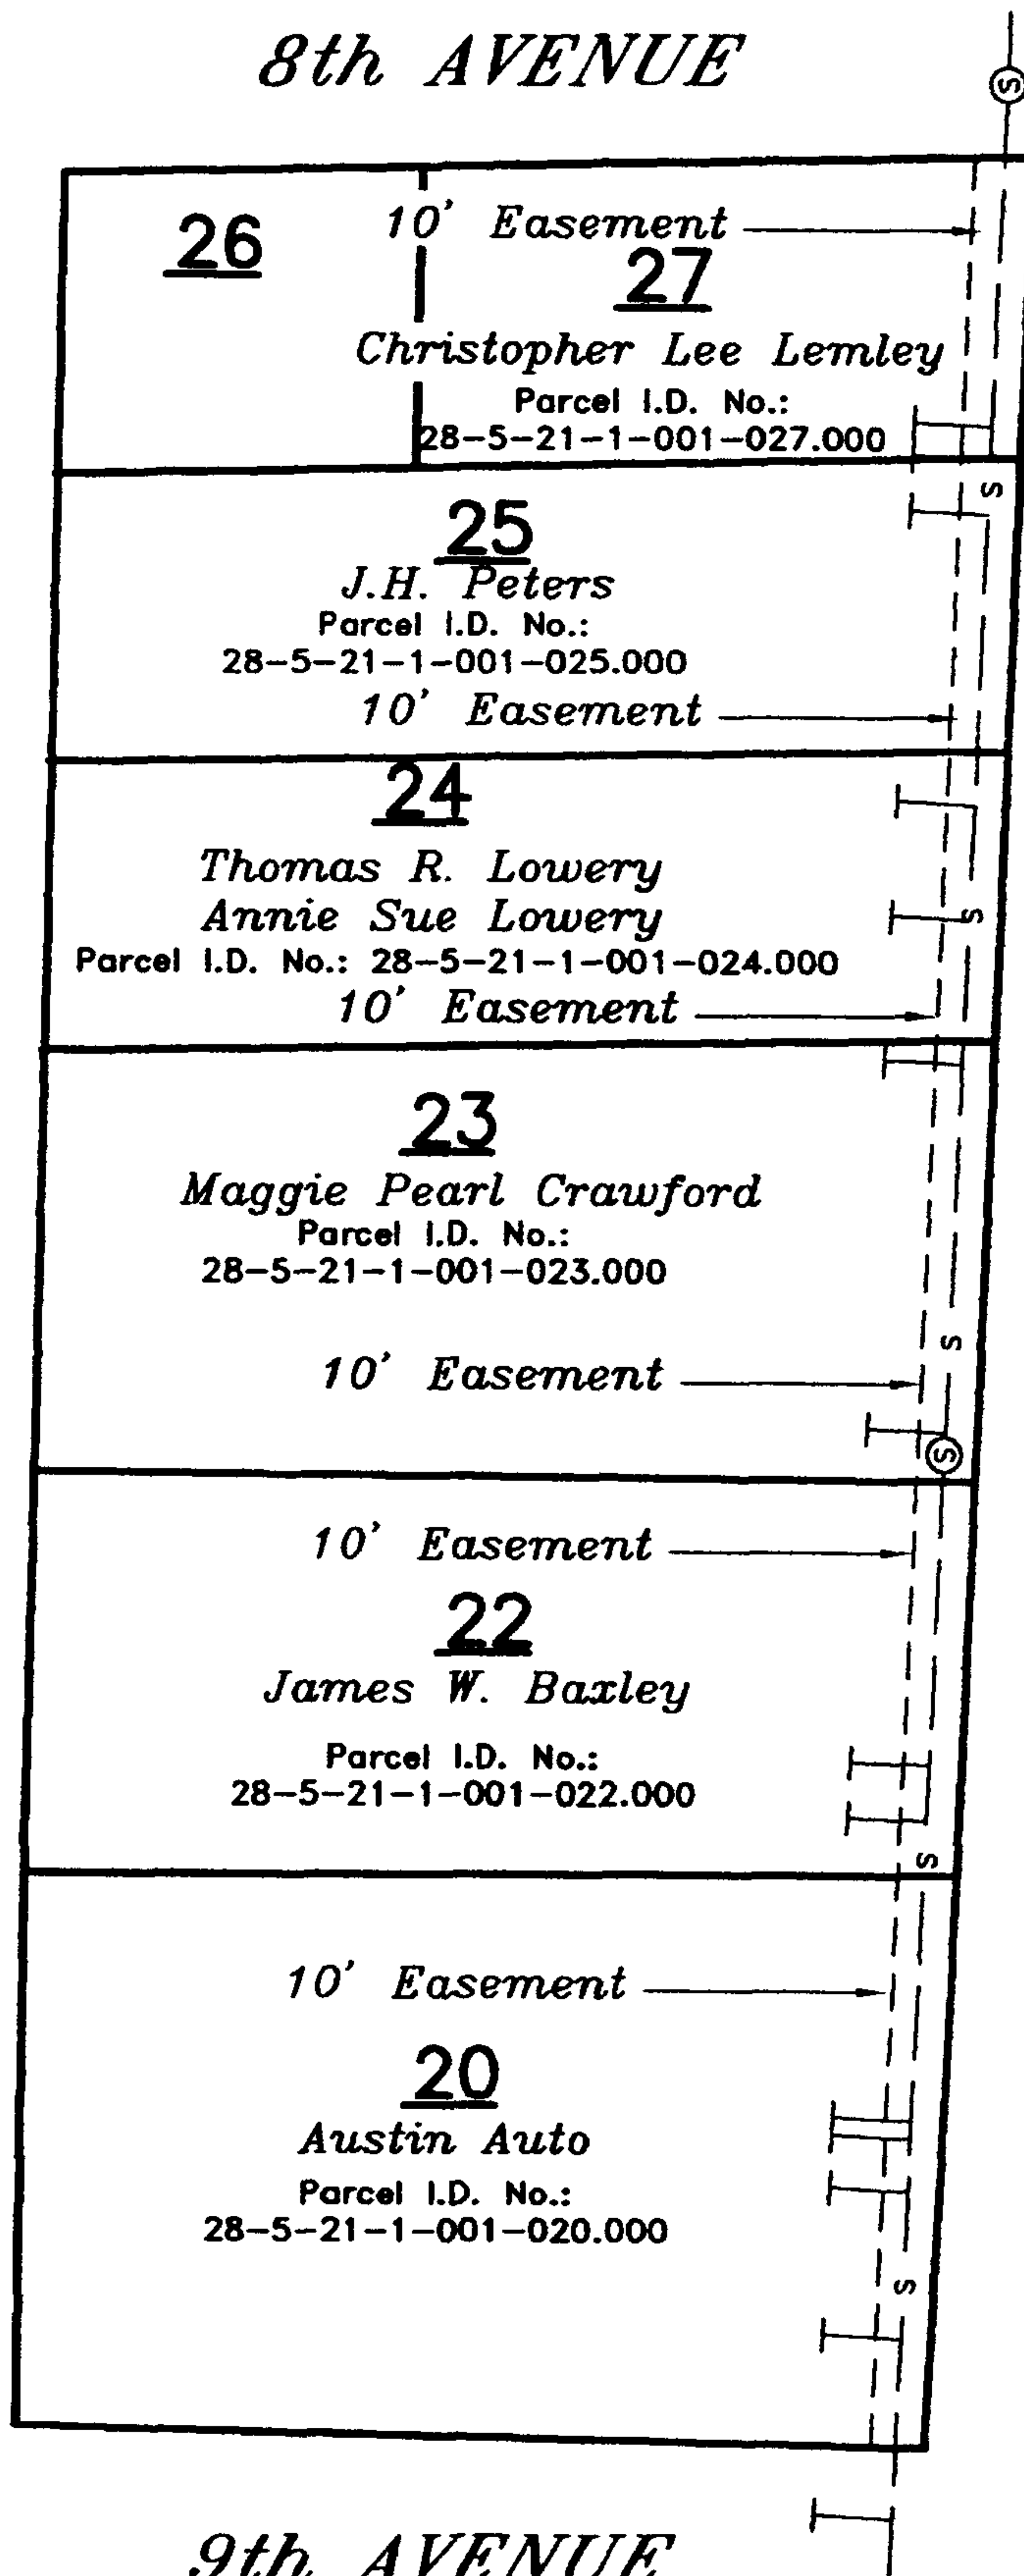 8th AVENUE
S
26
10' Easement
27
Christopher Lee Lemley
Parcel I.D. No.:
28-5-21-1-001-027.000
S
25
J.H. Peters
Parcel I.D. No.:
28-5-21-1-001-025.000
10' Easement
24
Thomas R. Lowery
Annie Sue Lowery
S
Parcel I.D. No.: 28-5-21-1-001-024.000
10' Easement
23
Maggie Pearl Crawford
Parcel I.D. No.:
28-5-21-1-001-023.000
S
10' Easement
S
10' Easement
22
James W. Baxley
Parcel I.D. No.:
28-5-21-1-001-022.000
S
10' Easement
20
Austin Auto
Parcel I.D. No.:
28-5-21-1-001-020.000
S
9th AVENUE